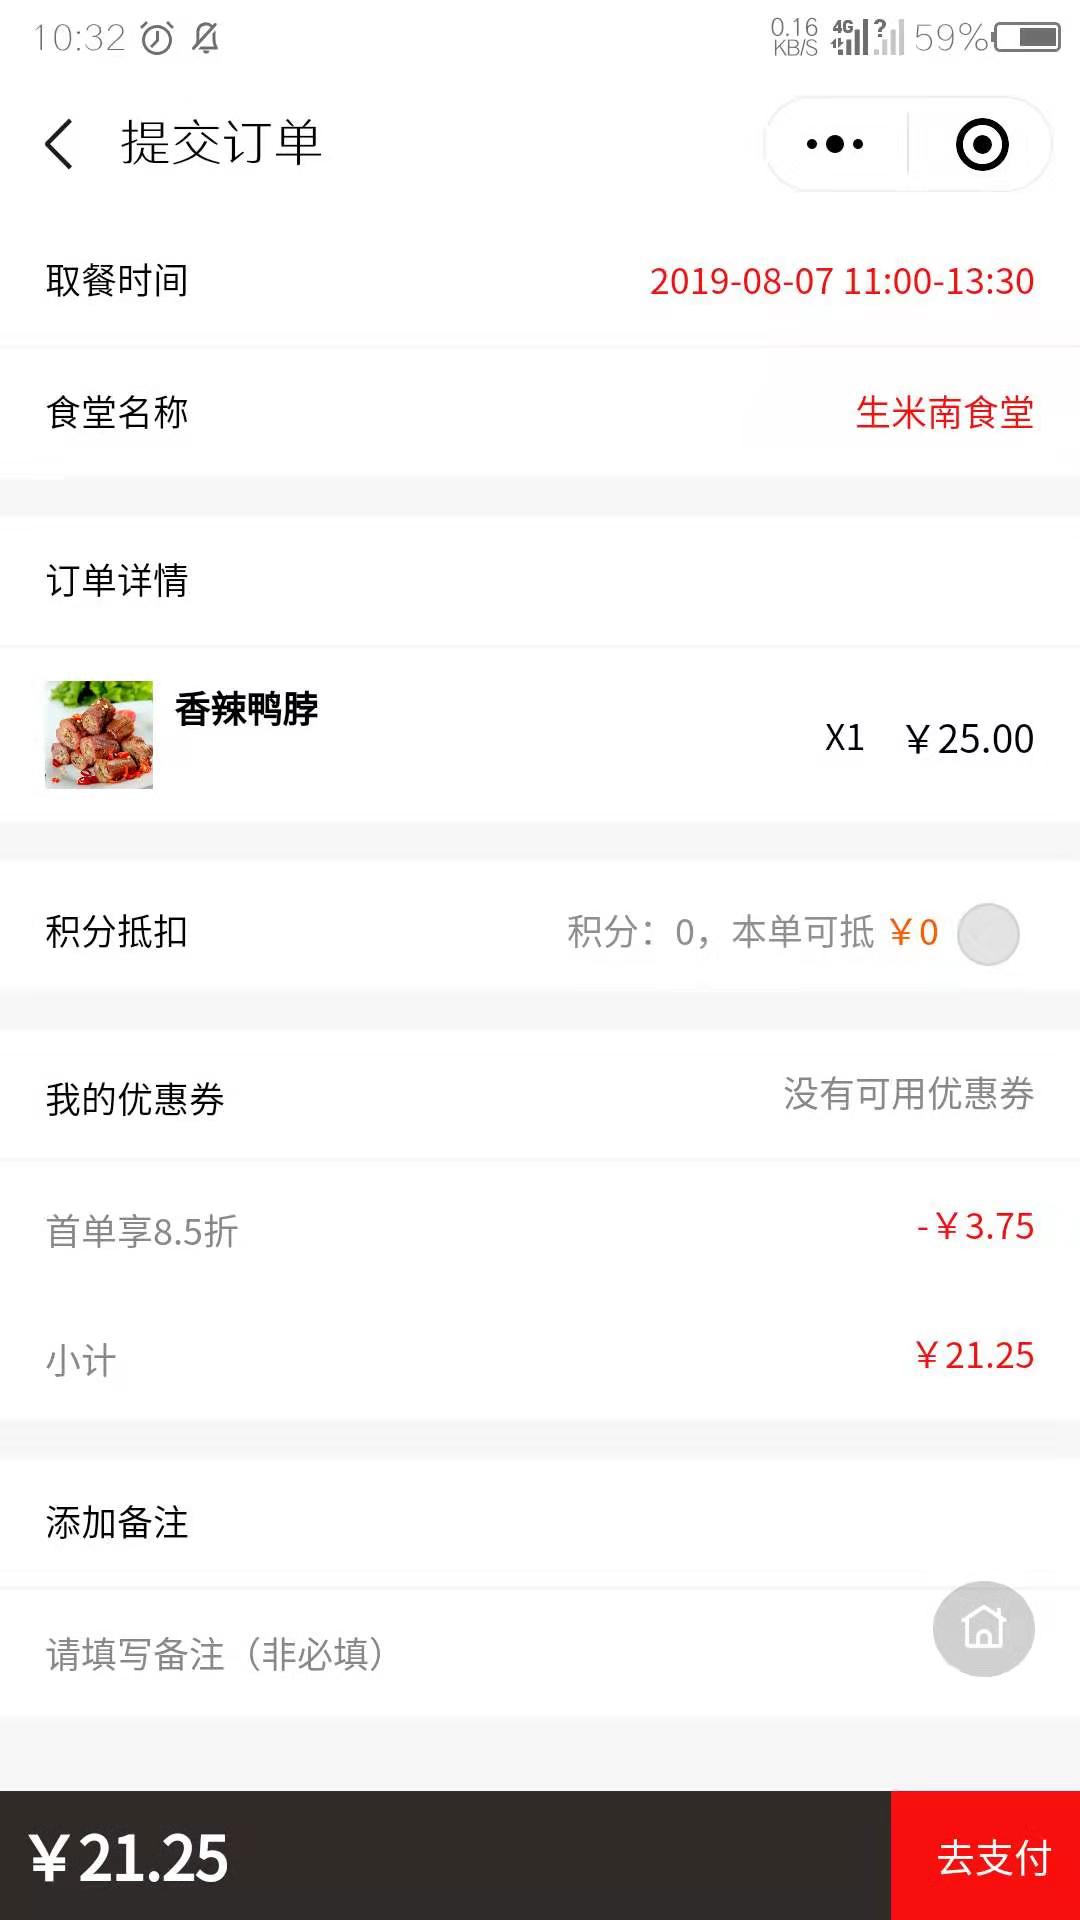 10:32 0.16 KB/S 4G ? 59%
提交订单
取餐时间 2019-08-07 11:00-13:30
食堂名称 生米南食堂
订单详情
香辣鸭脖
X1 ￥25.00
积分抵扣 积分：0，本单可抵 ￥0
我的优惠券 没有可用优惠券
首单享8.5折 -￥3.75
小计 ￥21.25
添加备注
请填写备注（非必填）
￥21.25 去支付